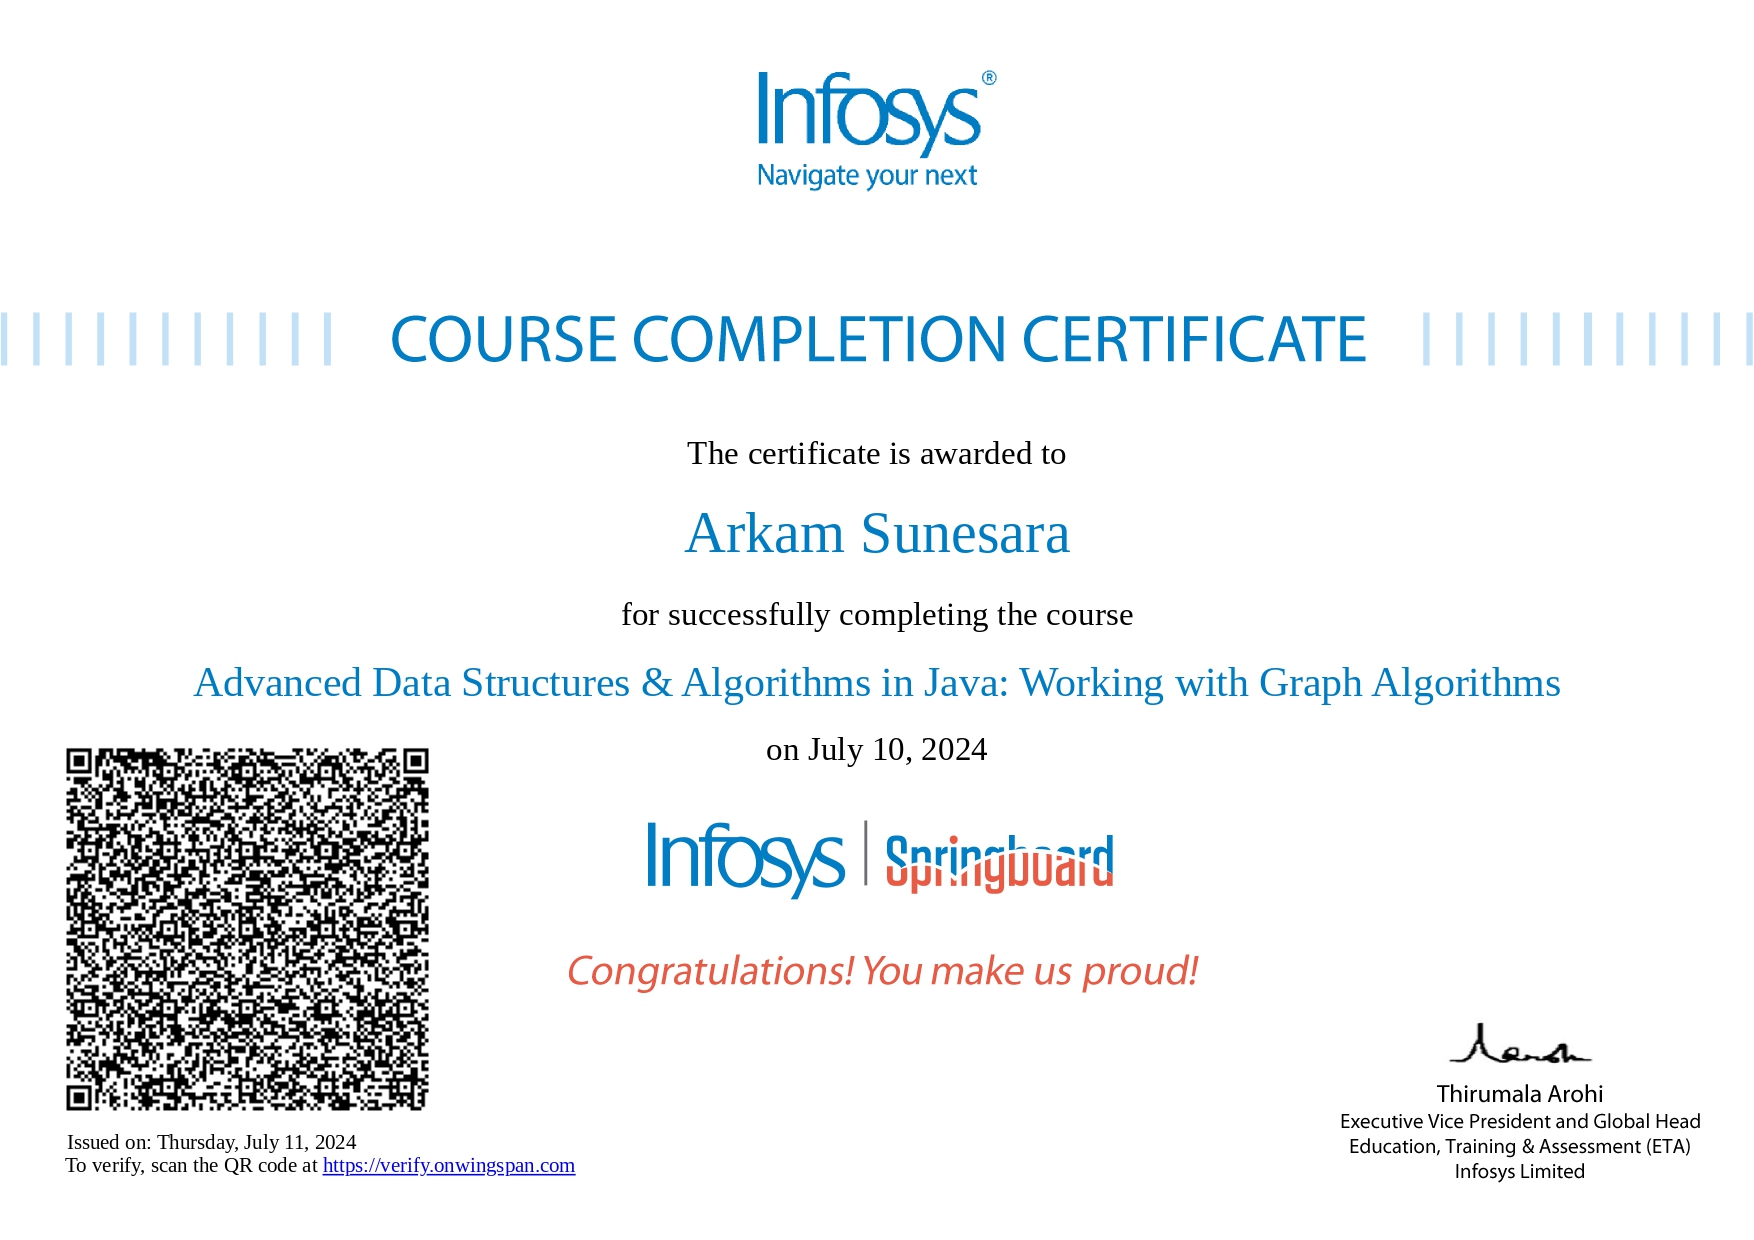 Infosys®
Navigate your next
COURSE COMPLETION CERTIFICATE
The certificate is awarded to
Arkam Sunesara
for successfully completing the course
Advanced Data Structures & Algorithms in Java: Working with Graph Algorithms
on July 10, 2024
Infosys | Springboard
Congratulations! You make us proud!
Thirumala Arohi
Executive Vice President and Global Head
Education, Training & Assessment (ETA)
Infosys Limited
Issued on: Thursday, July 11, 2024
To verify, scan the QR code at https://verify.onwingspan.com